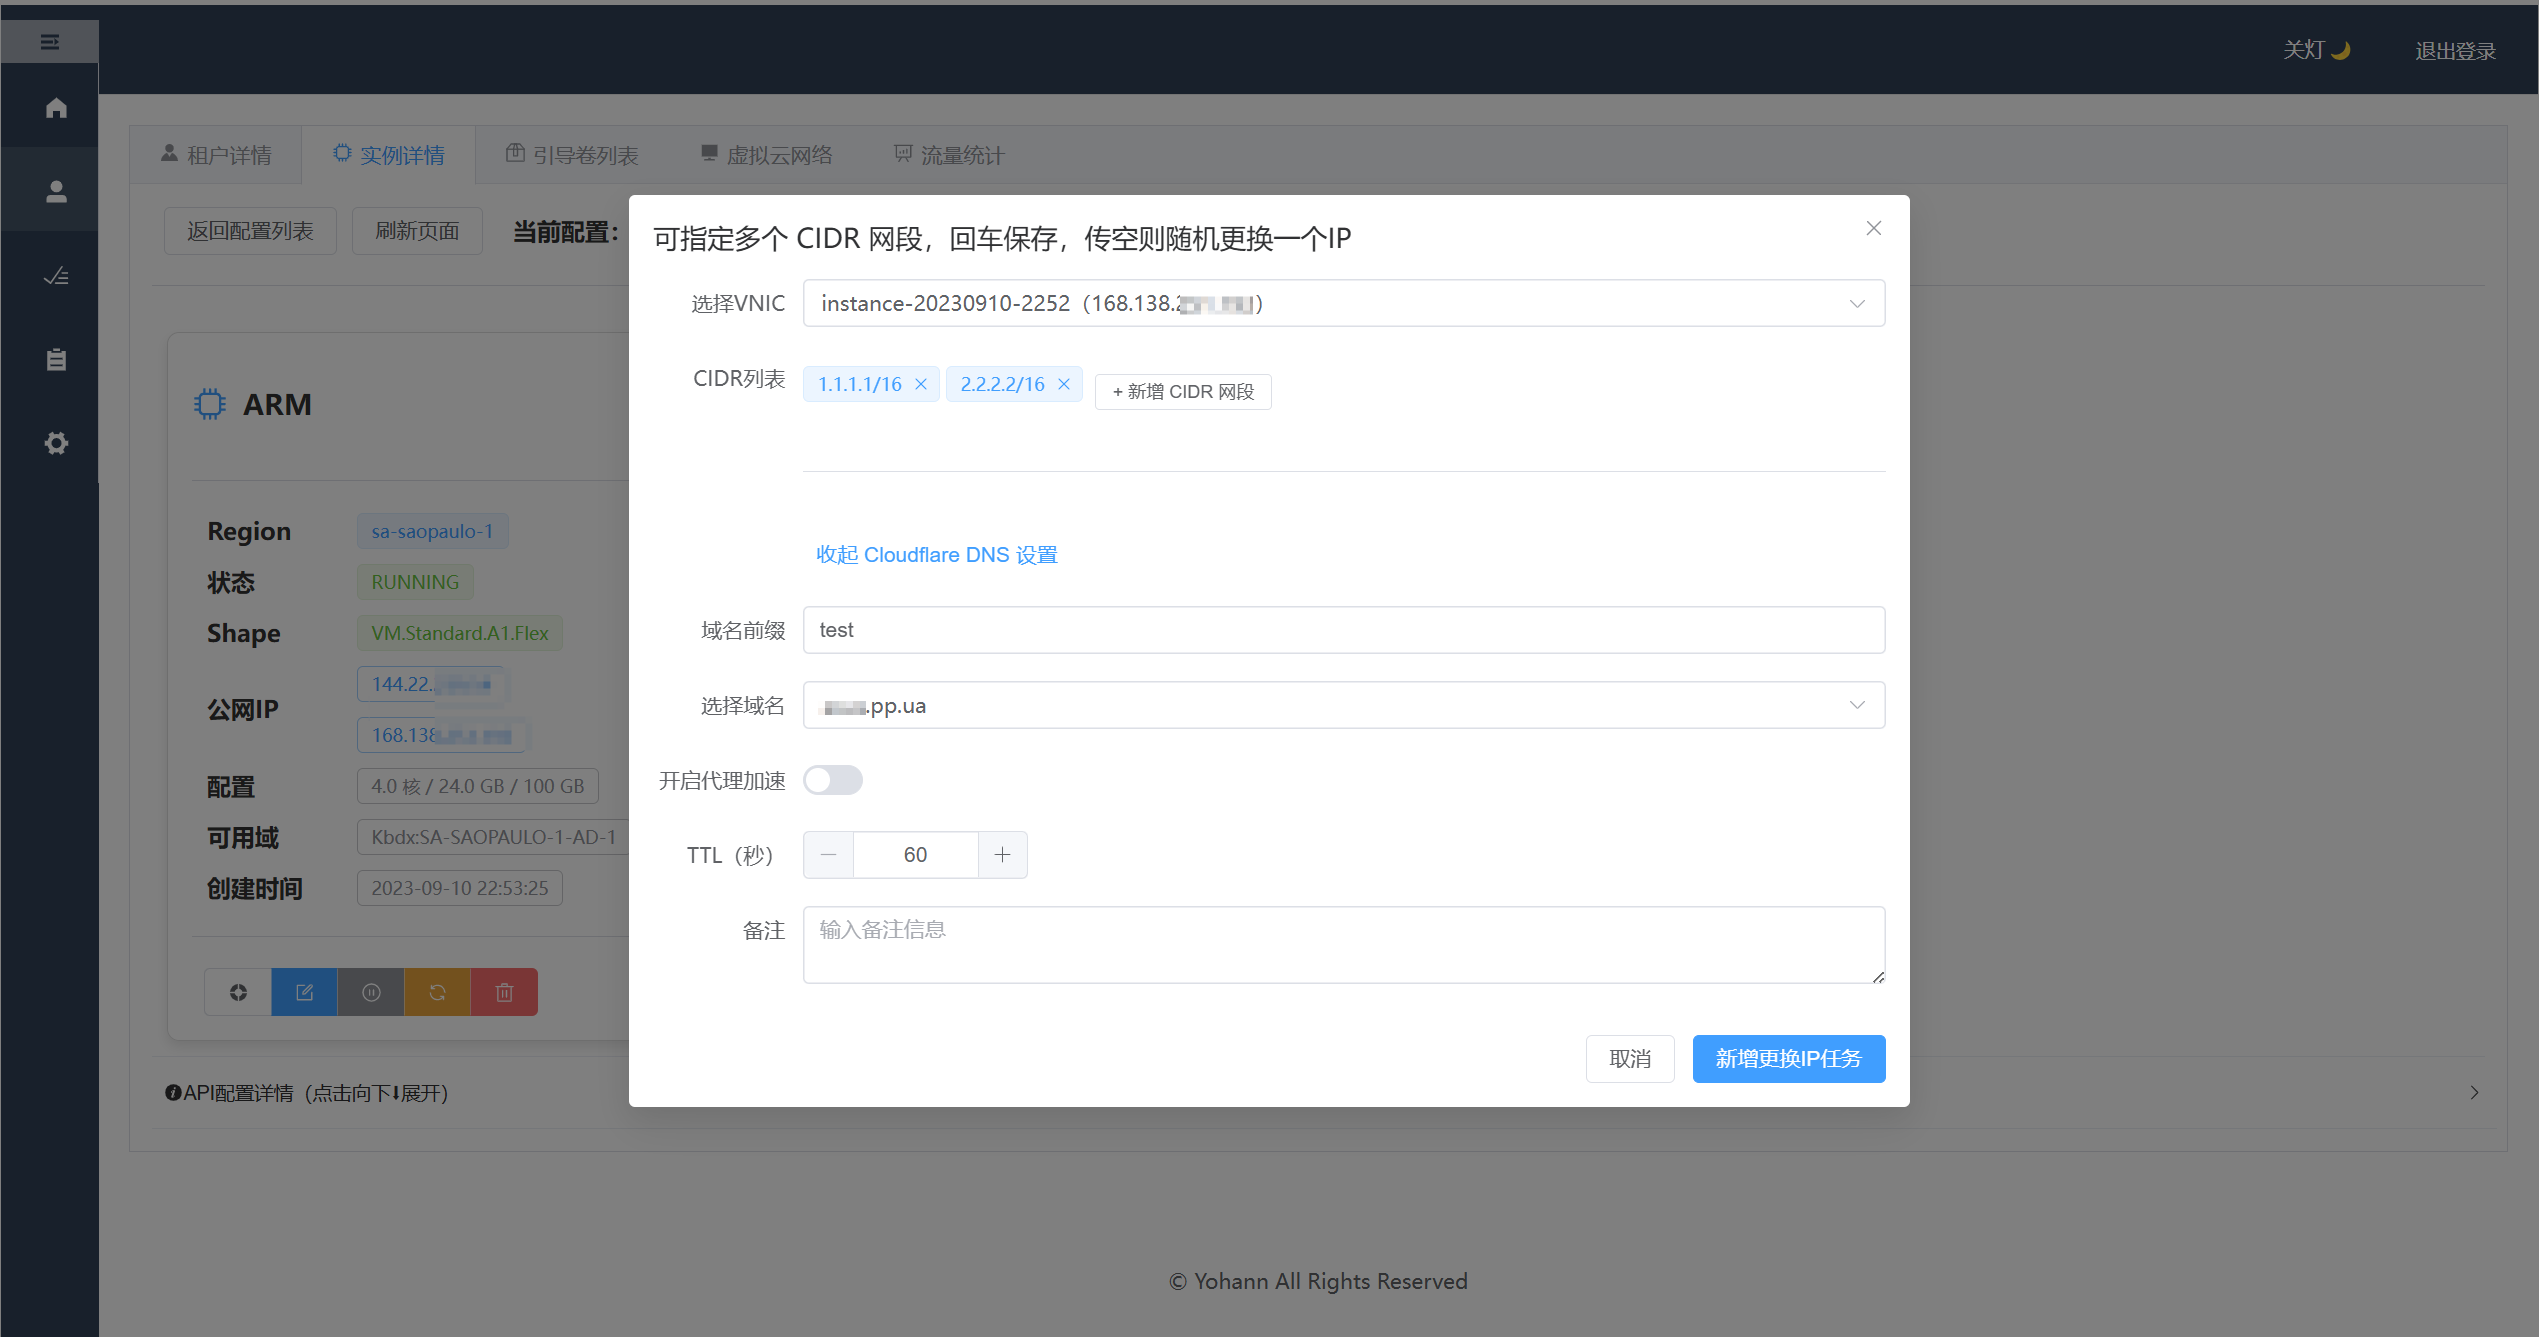 关灯🌙
退出登录
租户详情
实例详情
引导卷列表
虚拟云网络
流量统计
返回配置列表
刷新页面
当前配置：
ARM
Region
sa-saopaulo-1
状态
RUNNING
Shape
VM.Standard.A1.Flex
公网IP
144.22.
168.138
配置
4.0 核 / 24.0 GB / 100 GB
可用域
Kbdx:SA-SAOPAULO-1-AD-1
创建时间
2023-09-10 22:53:25
API配置详情（点击向下⬇展开）
可指定多个 CIDR 网段，回车保存，传空则随机更换一个IP
选择VNIC
instance-20230910-2252（168.138.）
CIDR列表
1.1.1.1/16
2.2.2.2/16
+ 新增 CIDR 网段
收起 Cloudflare DNS 设置
域名前缀
test
选择域名
.pp.ua
开启代理加速
TTL（秒）
60
备注
输入备注信息
取消
新增更换IP任务
© Yohann All Rights Reserved